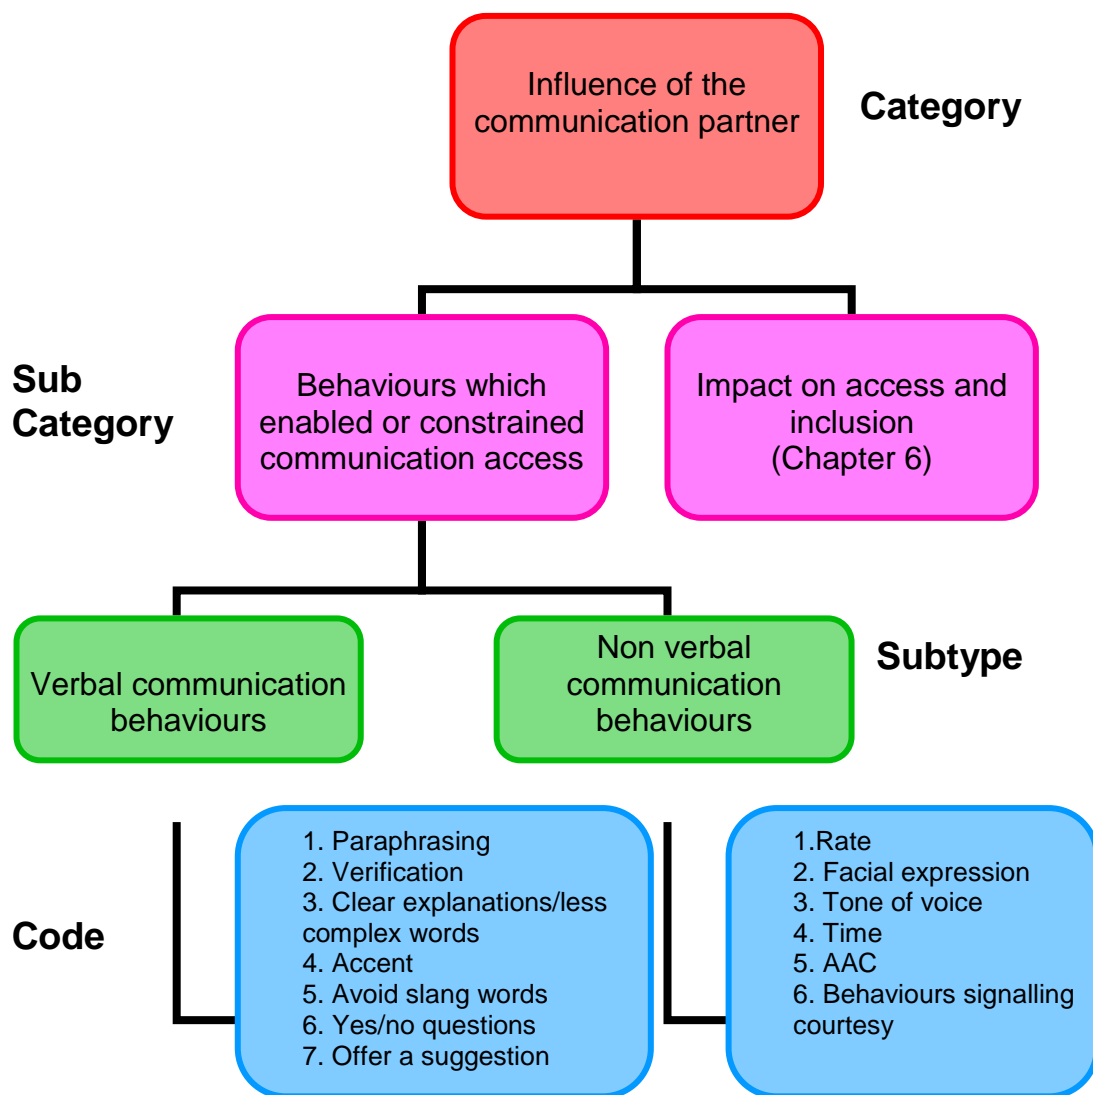 Influence of the
communication partner
Category
Sub
Category
Behaviours which
enabled or constrained
communication access
Impact on access and
inclusion
(Chapter 6)
Verbal communication
behaviours
Non verbal
communication
behaviours
Subtype
Code
1. Paraphrasing
2. Verification
3. Clear explanations/less
complex words
4. Accent
5. Avoid slang words
6. Yes/no questions
7. Offer a suggestion
1.Rate
2. Facial expression
3. Tone of voice
4. Time
5. AAC
6. Behaviours signalling
courtesy